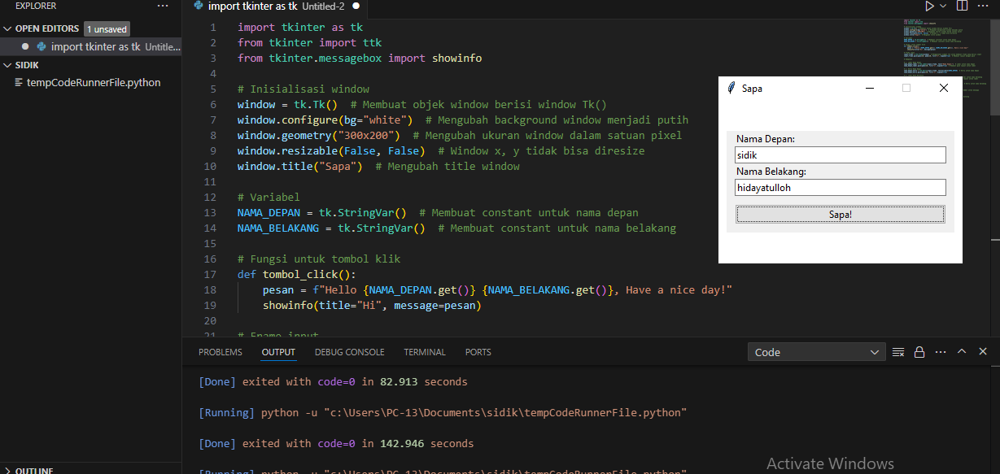 EXPLORER ...
OPEN EDITORS 1 unsaved
import tkinter as tk Untitle...
SIDIK
tempCodeRunnerFile.python
OUTLINE
import tkinter as tk Untitled-2
1 import tkinter as tk
2 from tkinter import ttk
3 from tkinter.messagebox import showinfo
4
5 # Inisialisasi window
6 window = tk.Tk()  # Membuat objek window berisi window Tk()
7 window.configure(bg="white")  # Mengubah background window menjadi putih
8 window.geometry("300x200")  # Mengubah ukuran window dalam satuan pixel
9 window.resizable(False, False)  # Window x, y tidak bisa diresize
10 window.title("Sapa")  # Mengubah title window
11
12 # Variabel
13 NAMA_DEPAN = tk.StringVar()  # Membuat constant untuk nama depan
14 NAMA_BELAKANG = tk.StringVar()  # Membuat constant untuk nama belakang
15
16 # Fungsi untuk tombol klik
17 def tombol_click():
18     pesan = f"Hello {NAMA_DEPAN.get()} {NAMA_BELAKANG.get()}, Have a nice day!"
19     showinfo(title="Hi", message=pesan)
20
21 # Frame input
Sapa
Nama Depan:
sidik
Nama Belakang:
hidayatulloh
Sapa!
PROBLEMS OUTPUT DEBUG CONSOLE TERMINAL PORTS Code
[Done] exited with code=0 in 82.913 seconds
[Running] python -u "c:\Users\PC-13\Documents\sidik\tempCodeRunnerFile.python"
[Done] exited with code=0 in 142.946 seconds
[Running] python -u "c:\Users\PC-13\Documents\sidik\tempCodeRunnerFile.python"
Activate Windows